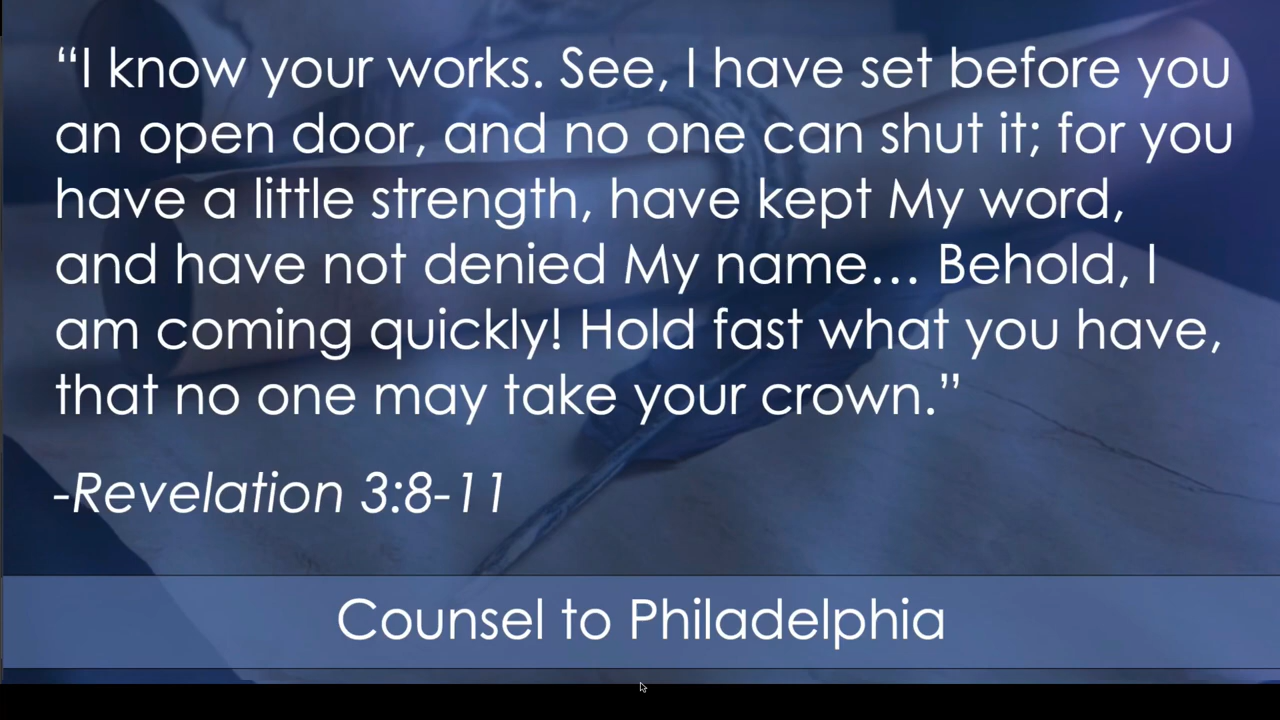 “I know your works. See, I have set before you
an open door, and no one can shut it; for you
have a little strength, have kept My word,
and have not denied My name… Behold, I
am coming quickly! Hold fast what you have,
that no one may take your crown.”
-Revelation 3:8-11
Counsel to Philadelphia